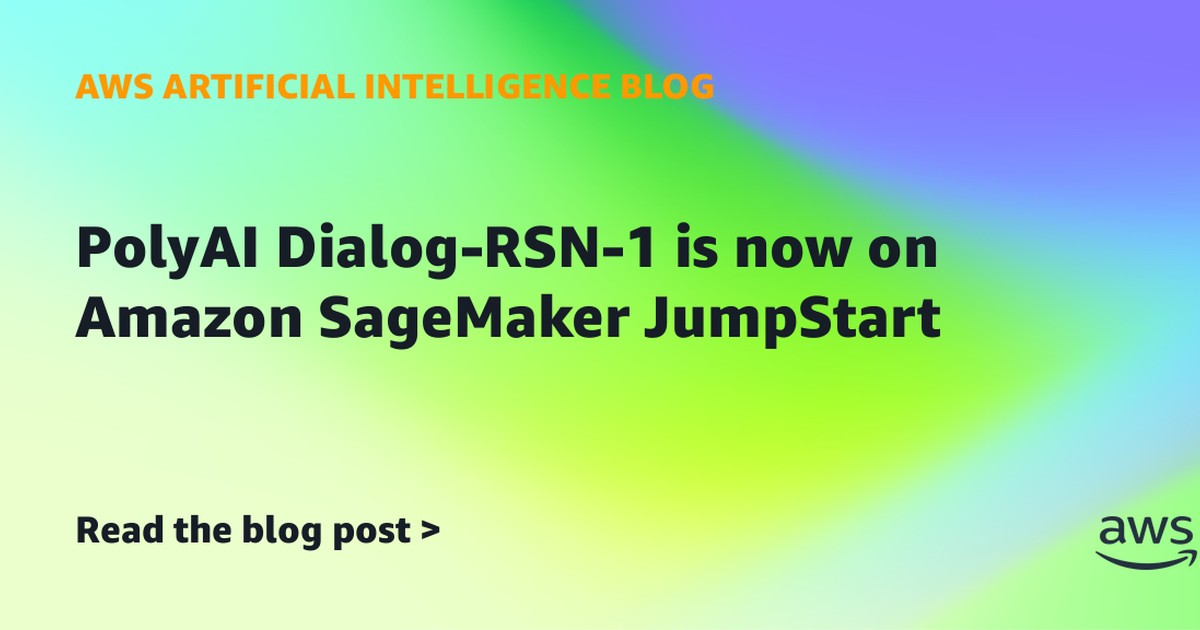 AWS ARTIFICIAL INTELLIGENCE BLOG
PolyAI Dialog-RSN-1 is now on
Amazon SageMaker JumpStart
Read the blog post >
aws